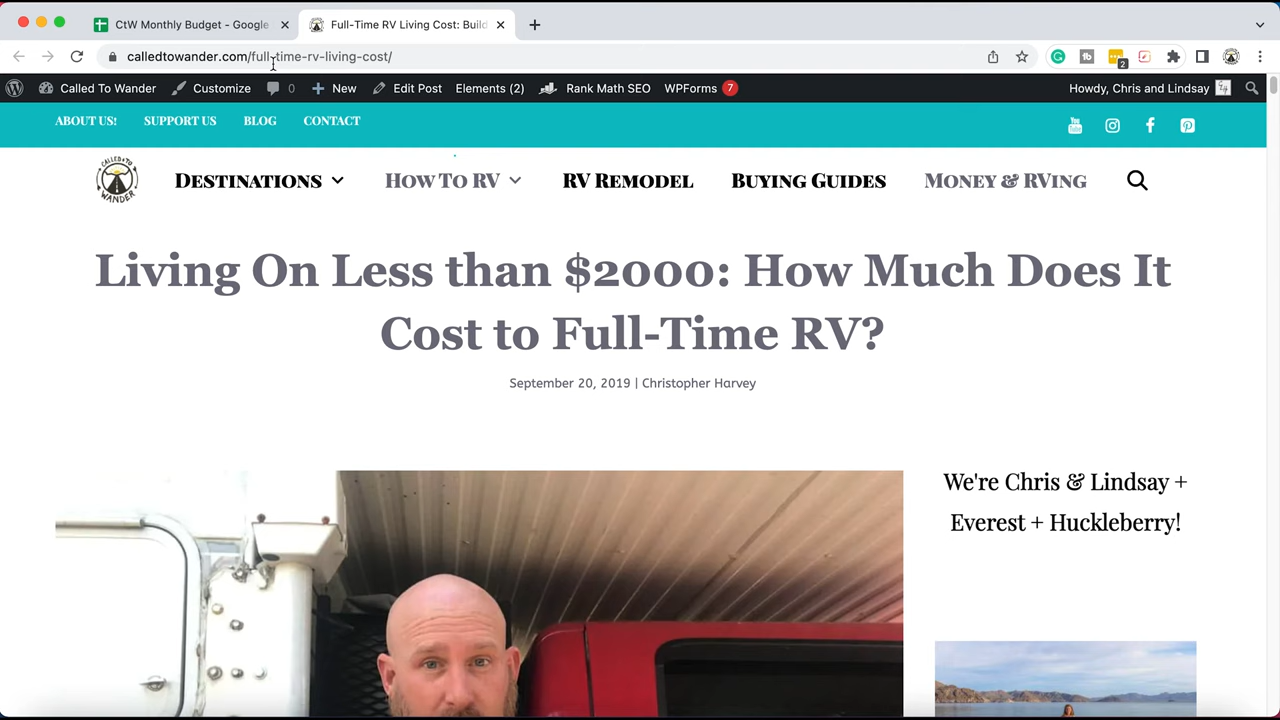 CtW Monthly Budget - Google
Full-Time RV Living Cost: Build
calledtowander.com/full-time-rv-living-cost/
2
Called To Wander
Customize
0
New
Edit Post
Elements (2)
Rank Math SEO
WPForms 7
Howdy, Chris and Lindsay
ABOUT US!
SUPPORT US
BLOG
CONTACT
CALLED TO WANDER
DESTINATIONS
HOW TO RV
RV REMODEL
BUYING GUIDES
MONEY & RVING
Living On Less than $2000: How Much Does It
Cost to Full-Time RV?
September 20, 2019 | Christopher Harvey
We're Chris & Lindsay +
Everest + Huckleberry!